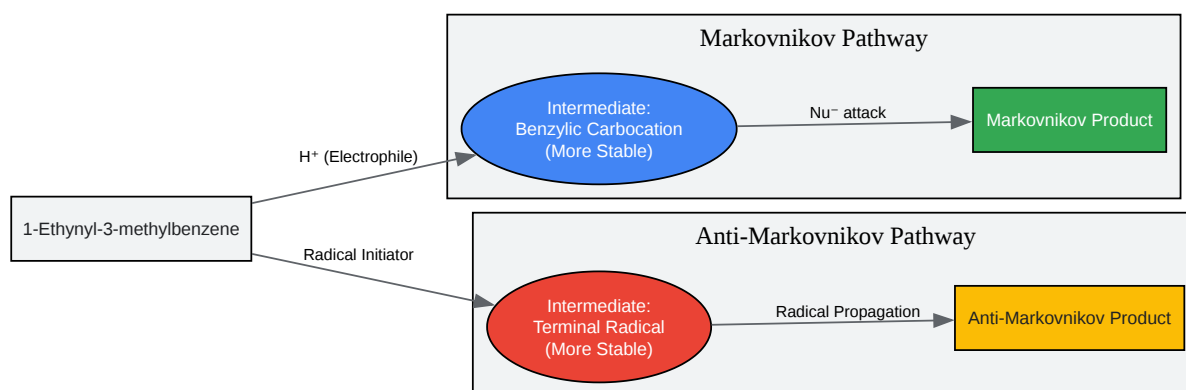 Markovnikov Pathway
Intermediate:
Benzylic Carbocation
(More Stable)
Nu⁻ attack
Markovnikov Product
H⁺ (Electrophile)
1-Ethynyl-3-methylbenzene
Radical Initiator
Anti-Markovnikov Pathway
Intermediate:
Terminal Radical
(More Stable)
Radical Propagation
Anti-Markovnikov Product